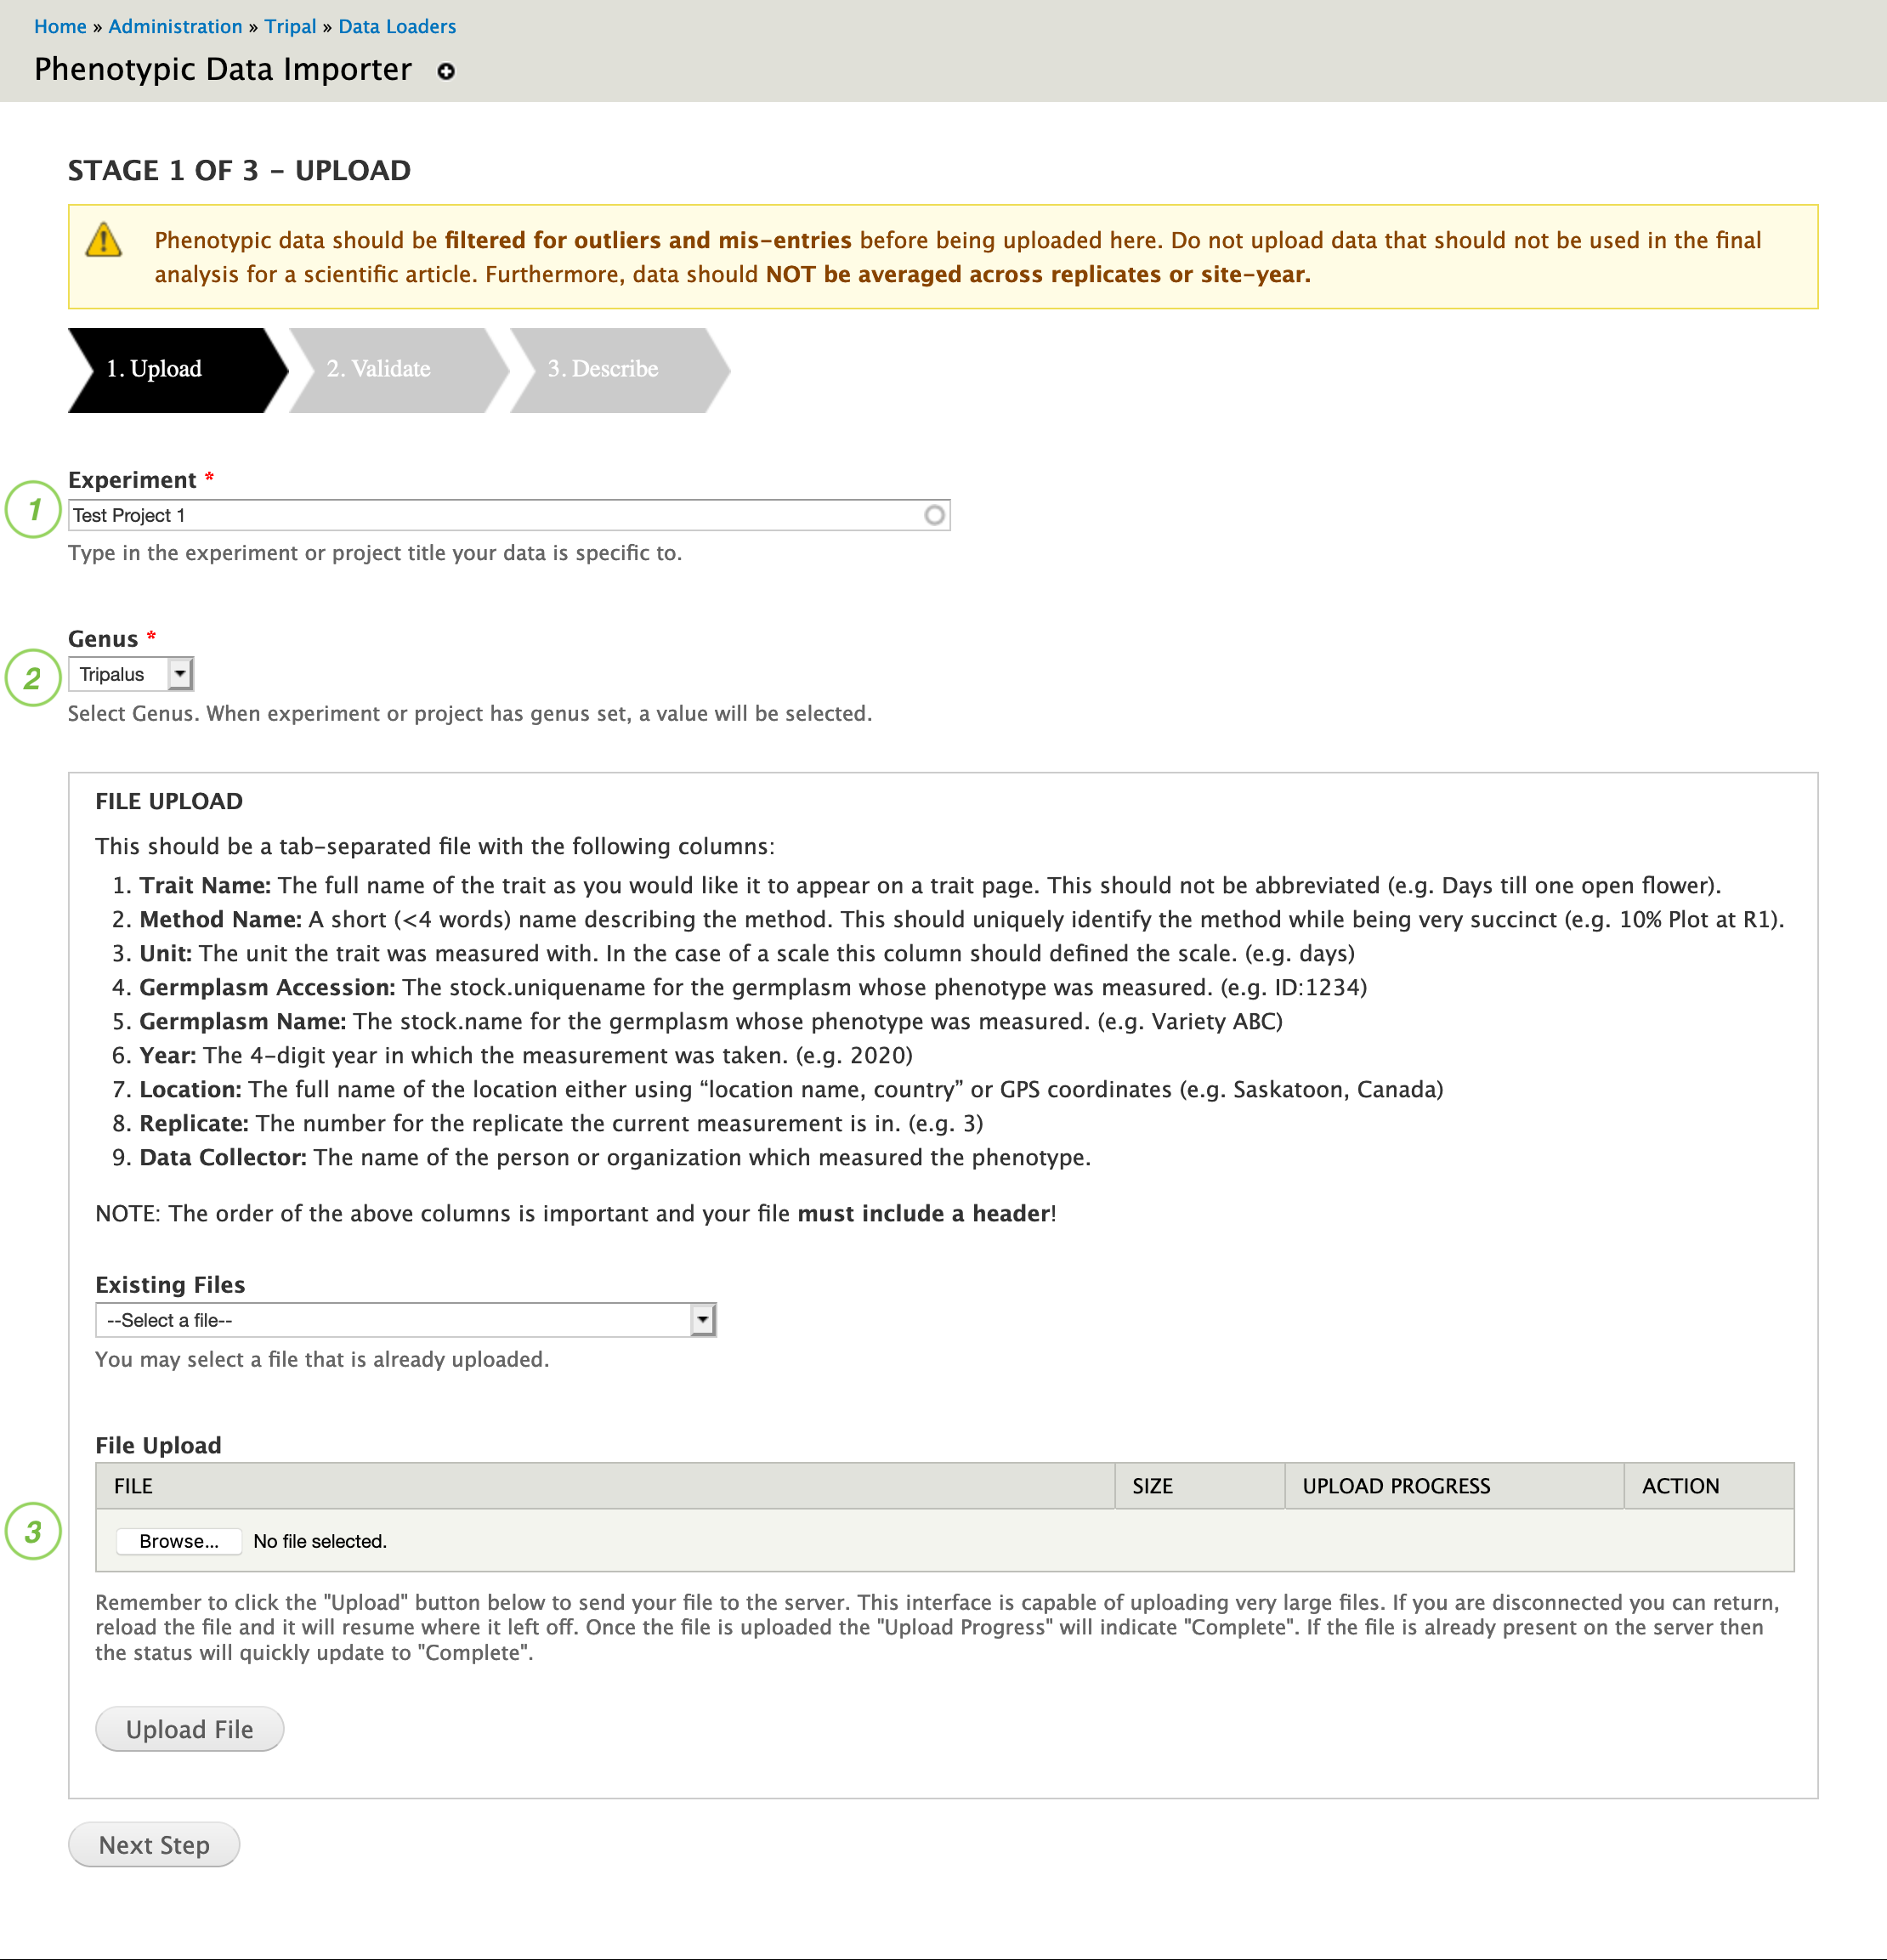 Home » Administration » Tripal » Data Loaders
Phenotypic Data Importer
STAGE 1 OF 3 – UPLOAD
Phenotypic data should be filtered for outliers and mis-entries before being uploaded here. Do not upload data that should not be used in the final
analysis for a scientific article. Furthermore, data should NOT be averaged across replicates or site-year.
1. Upload
2. Validate
3. Describe
Experiment *
1
Test Project 1
Type in the experiment or project title your data is specific to.
Genus *
2
Tripalus
Select Genus. When experiment or project has genus set, a value will be selected.
FILE UPLOAD
This should be a tab-separated file with the following columns:
1. Trait Name: The full name of the trait as you would like it to appear on a trait page. This should not be abbreviated (e.g. Days till one open flower).
2. Method Name: A short (<4 words) name describing the method. This should uniquely identify the method while being very succinct (e.g. 10% Plot at R1).
3. Unit: The unit the trait was measured with. In the case of a scale this column should defined the scale. (e.g. days)
4. Germplasm Accession: The stock.uniquename for the germplasm whose phenotype was measured. (e.g. ID:1234)
5. Germplasm Name: The stock.name for the germplasm whose phenotype was measured. (e.g. Variety ABC)
6. Year: The 4-digit year in which the measurement was taken. (e.g. 2020)
7. Location: The full name of the location either using “location name, country” or GPS coordinates (e.g. Saskatoon, Canada)
8. Replicate: The number for the replicate the current measurement is in. (e.g. 3)
9. Data Collector: The name of the person or organization which measured the phenotype.
NOTE: The order of the above columns is important and your file must include a header!
Existing Files
--Select a file--
You may select a file that is already uploaded.
File Upload
FILE
SIZE
UPLOAD PROGRESS
ACTION
3
Browse...
No file selected.
Remember to click the "Upload" button below to send your file to the server. This interface is capable of uploading very large files. If you are disconnected you can return,
reload the file and it will resume where it left off. Once the file is uploaded the "Upload Progress" will indicate "Complete". If the file is already present on the server then
the status will quickly update to "Complete".
Upload File
Next Step